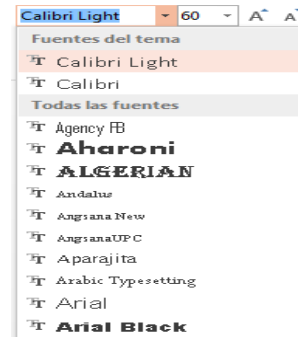 Calibri Light 60 A A
Fuentes del tema
Calibri Light
Calibri
Todas las fuentes
Agency FB
Aharoni
ALGERIAN
Andalus
Angsana New
AngsanaUPC
Aparajita
Arabic Typesetting
Arial
Arial Black